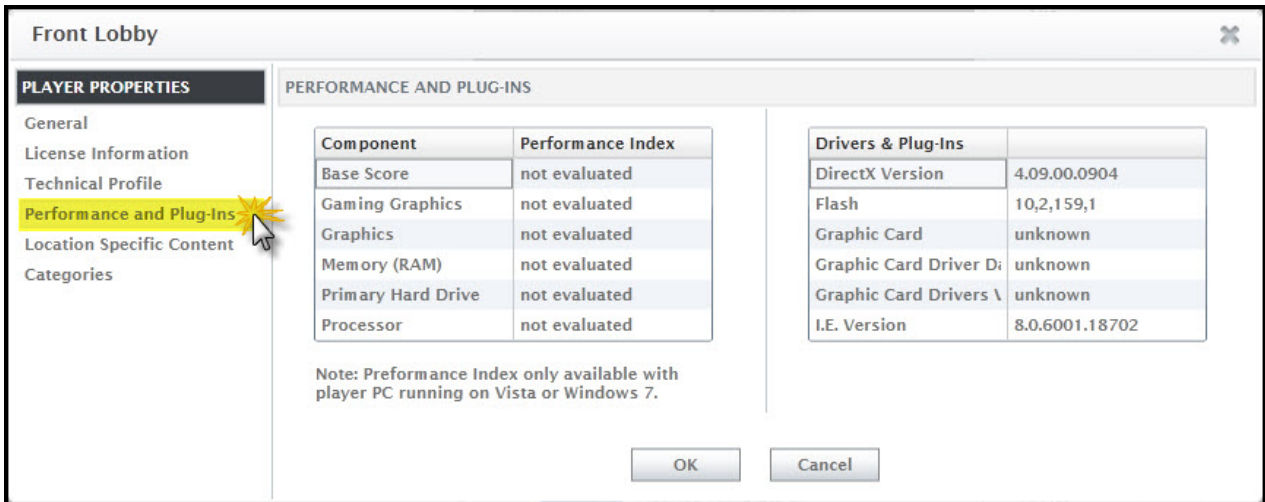 Front Lobby
PLAYER PROPERTIES
General
License Information
Technical Profile
Performance and Plug-Ins
Location Specific Content
Categories
PERFORMANCE AND PLUG-INS
Component Performance Index
Base Score not evaluated
Gaming Graphics not evaluated
Graphics not evaluated
Memory (RAM) not evaluated
Primary Hard Drive not evaluated
Processor not evaluated
Note: Preformance Index only available with
player PC running on Vista or Windows 7.
Drivers & Plug-Ins
DirectX Version 4.09.00.0904
Flash 10,2,159,1
Graphic Card unknown
Graphic Card Driver Da unknown
Graphic Card Drivers V unknown
I.E. Version 8.0.6001.18702
OK Cancel